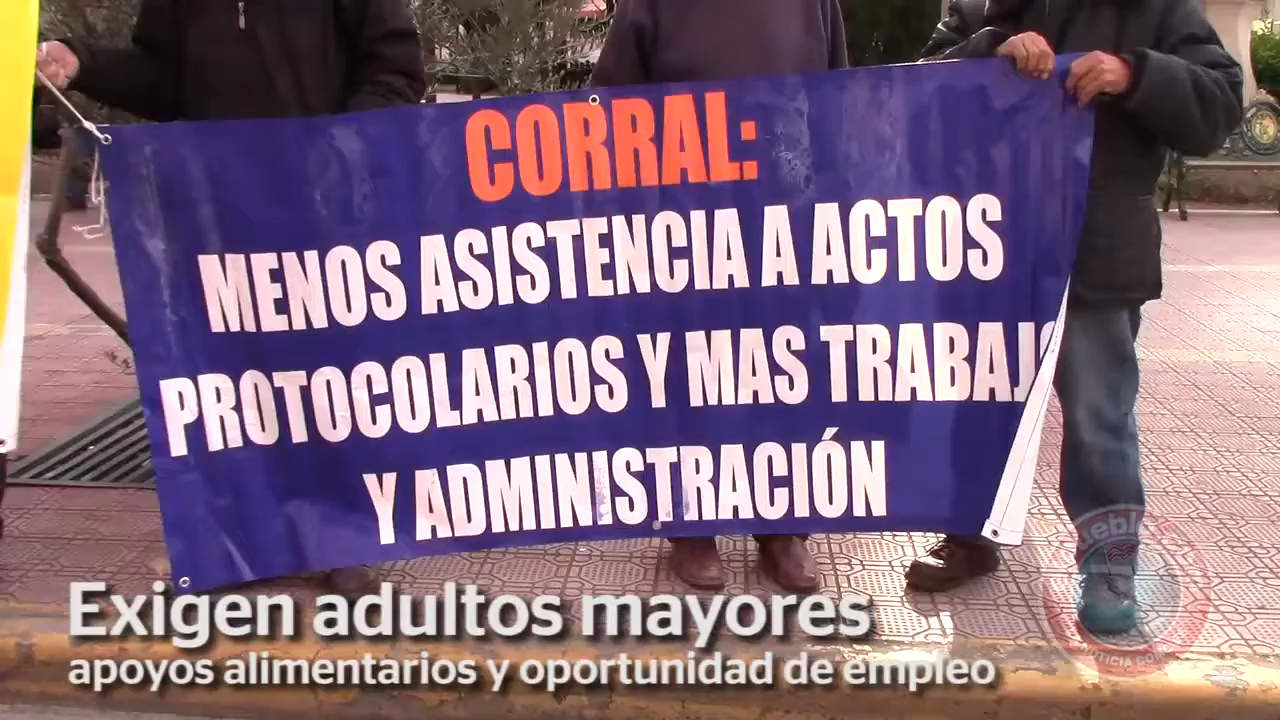 CORRAL:
MENOS ASISTENCIA A ACTOS
PROTOCOLARIOS Y MAS TRABAJO
Y ADMINISTRACIÓN
Exigen adultos mayores
apoyos alimentarios y oportunidad de empleo